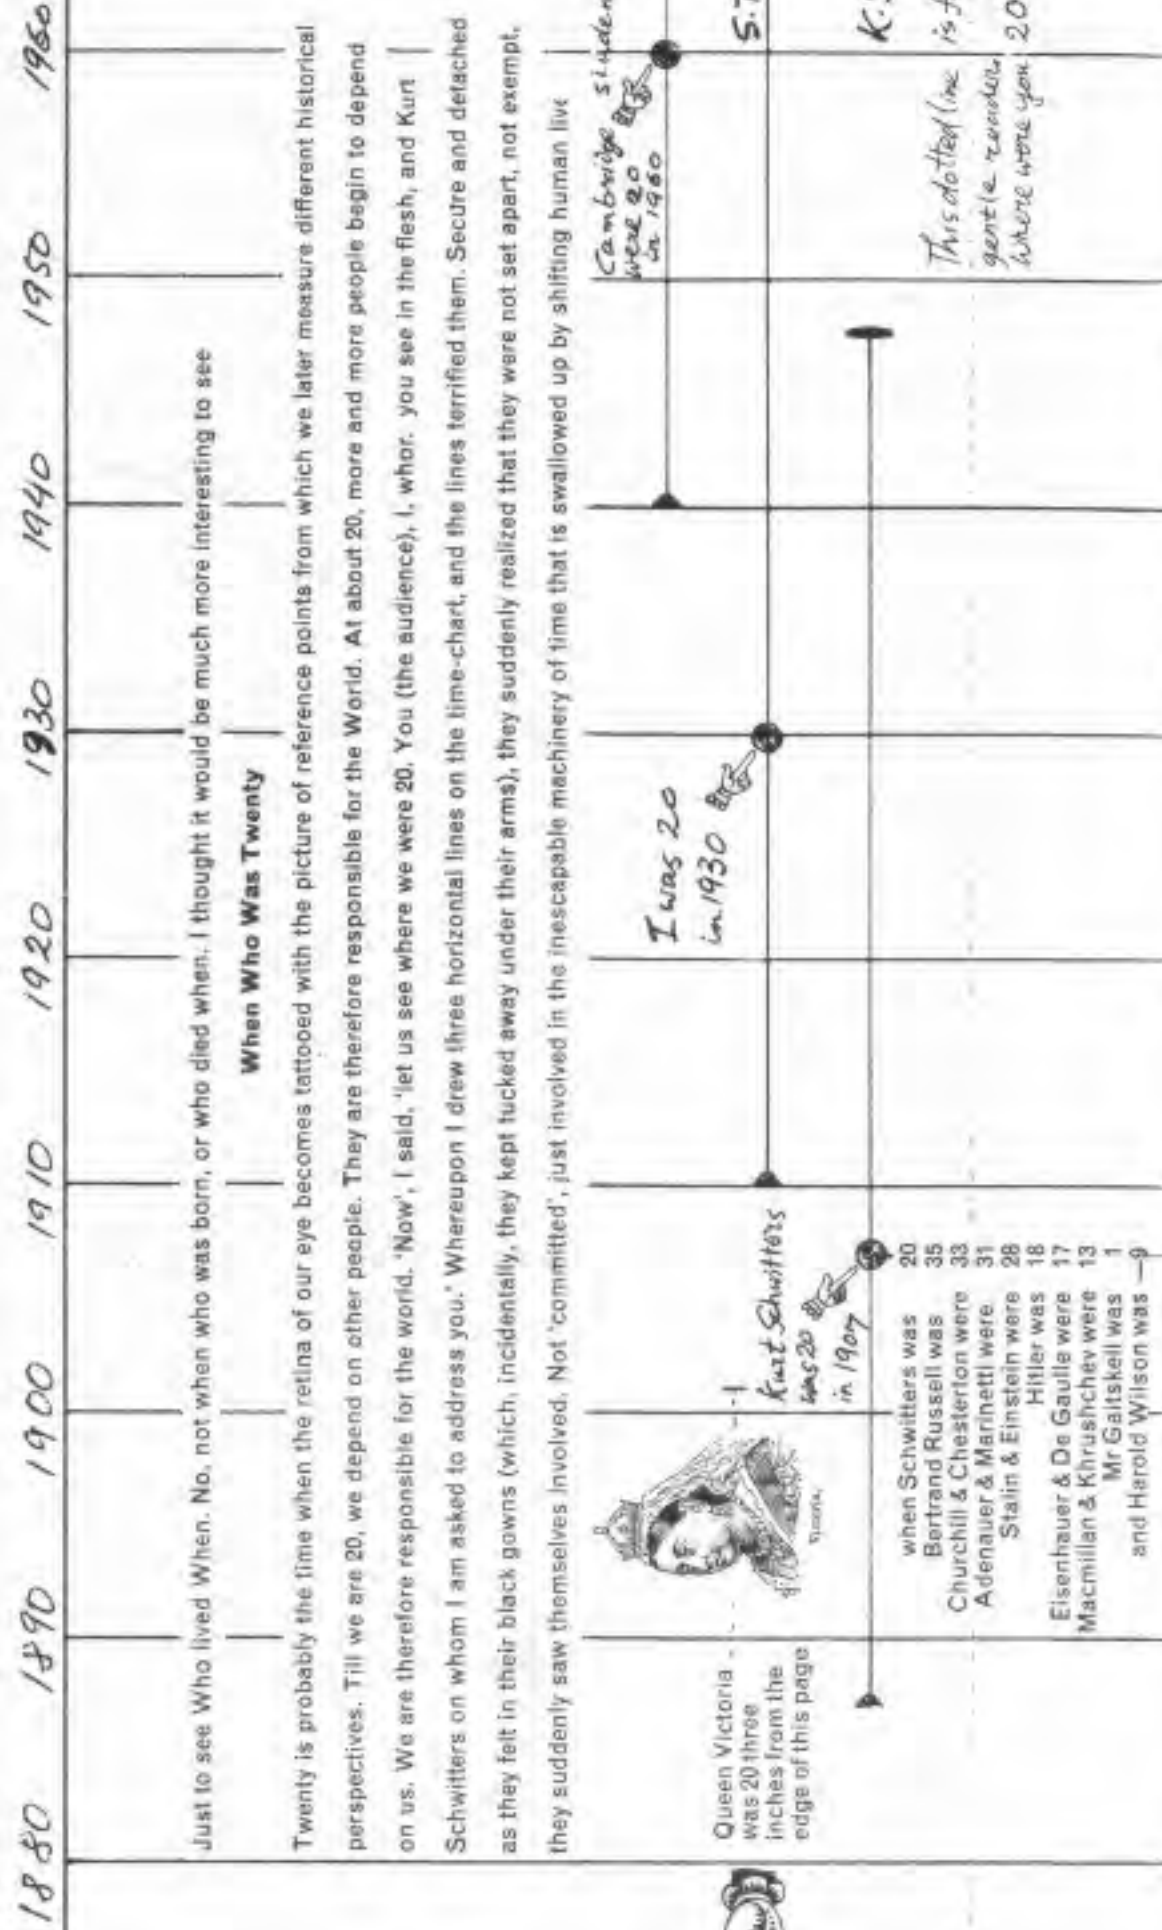 1880 1890 1900 1910 1920 1930 1940 1950 1960
Just to see Who lived When. No, not when who was born, or who died when. I thought it would be much more interesting to see
When Who Was Twenty
Twenty is probably the time when the retina of our eye becomes tattooed with the picture of reference points from which we later measure different historical
perspectives. Till we are 20, we depend on other people. They are therefore responsible for the World. At about 20, more and more people begin to depend
on us. We are therefore responsible for the world. 'Now', I said, 'let us see where we were 20. You (the audience), I, whor. you see in the flesh, and Kurt
Schwitters on whom I am asked to address you.' Whereupon I drew three horizontal lines on the time-chart, and the lines terrified them. Secure and detached
as they felt in their black gowns (which, incidentally, they kept tucked away under their arms), they suddenly realized that they were not set apart, not exempt,
they suddenly saw themselves involved. Not 'committed', just involved in the inescapable machinery of time that is swallowed up by shifting human live
Cambridge studen
were 20
in 1960
I was 20
in 1930
S.T
Queen Victoria
was 20 three
inches from the
edge of this page
Victoria.
Kurt Schwitters
was 20
in 1907
K.
when Schwitters was 20
Bertrand Russell was 35
Churchill & Chesterton were 33
Adenauer & Marinetti were 31
Stalin & Einstein were 28
Hitler was 18
Eisenhauer & De Gaulle were 17
Macmillan & Khrushchev were 13
Mr Gaitskell was 1
and Harold Wilson was —9
This dotted line is f
gentle reader.
where were you 20